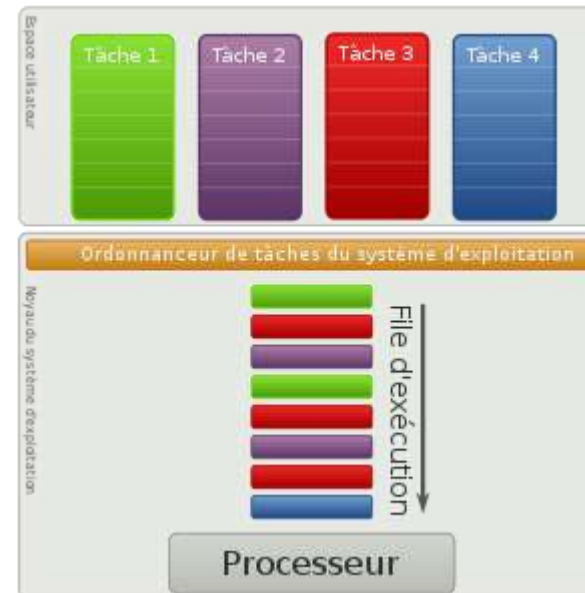 Espace utilisateur
Tâche 1
Tâche 2
Tâche 3
Tâche 4
Ordonnanceur de tâches du système d'exploitation
Noyau du système d'exploitation
File d'exécution
Processeur